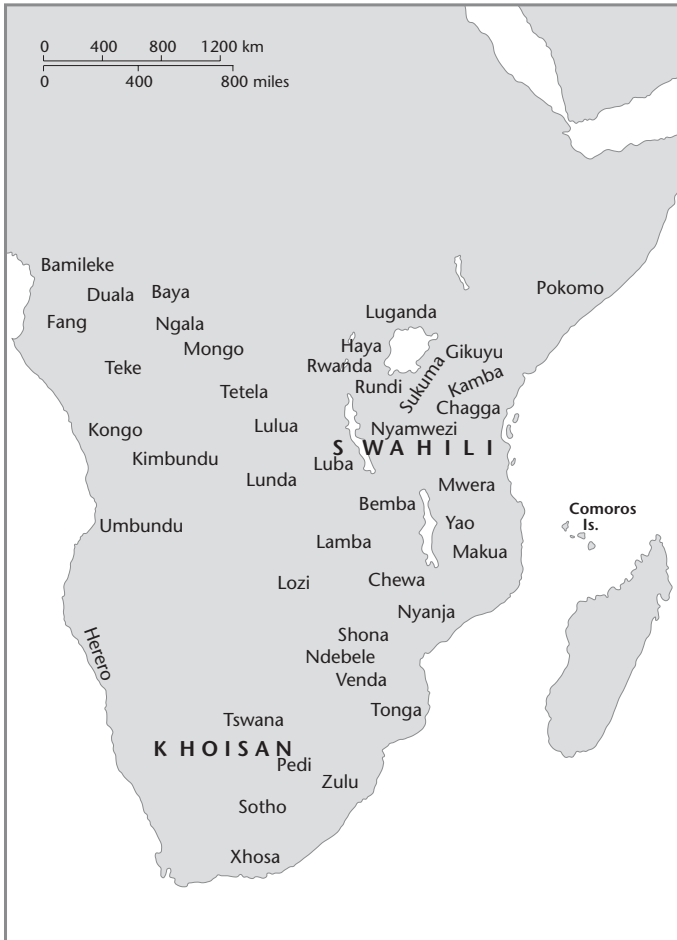 0 400 800 1200 km
0 400 800 miles
Bamileke
Pokomo
Duala
Baya
Luganda
Fang
Ngala
Haya
Mongo
Gikuyu
Rwanda
Teke
Sukuma
Kamba
Rundi
Tetela
Chagga
Lulua
Nyamwezi
Kongo
SWAHILI
Kimbundu
Luba
Lunda
Mwera
Bemba
Comoros
Is.
Umbundu
Yao
Lamba
Makua
Lozi
Chewa
Nyanja
Shona
Herero
Ndebele
Venda
Tonga
Tswana
KHOISAN
Pedi
Zulu
Sotho
Xhosa